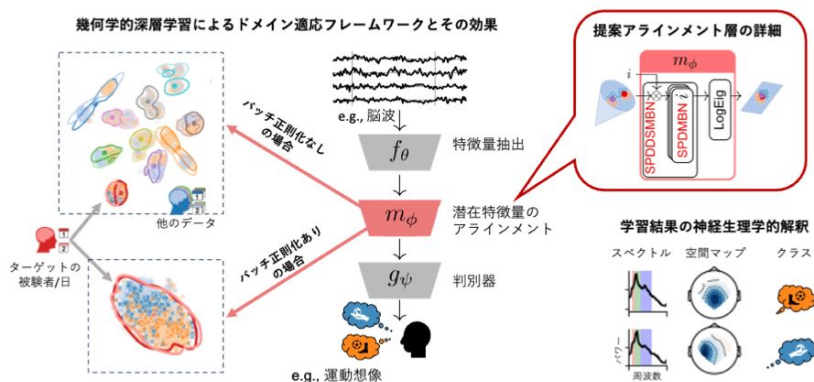 幾何学的深層学習によるドメイン適応フレームワークとその効果
提案アラインメント層の詳細
mφ
i
SPDDSMBN
SPDMBN i
LogEig
e.g., 脳波
バッチ正則化なし
の場合
fθ
特徴量抽出
mφ
潜在特徴量の
アラインメント
他のデータ
1
2
ターゲットの
被験者/日
バッチ正則化あり
の場合
gψ
判別器
e.g., 運動想像
学習結果の神経生理学的解釈
スペクトル
空間マップ
クラス
パワー
周波数